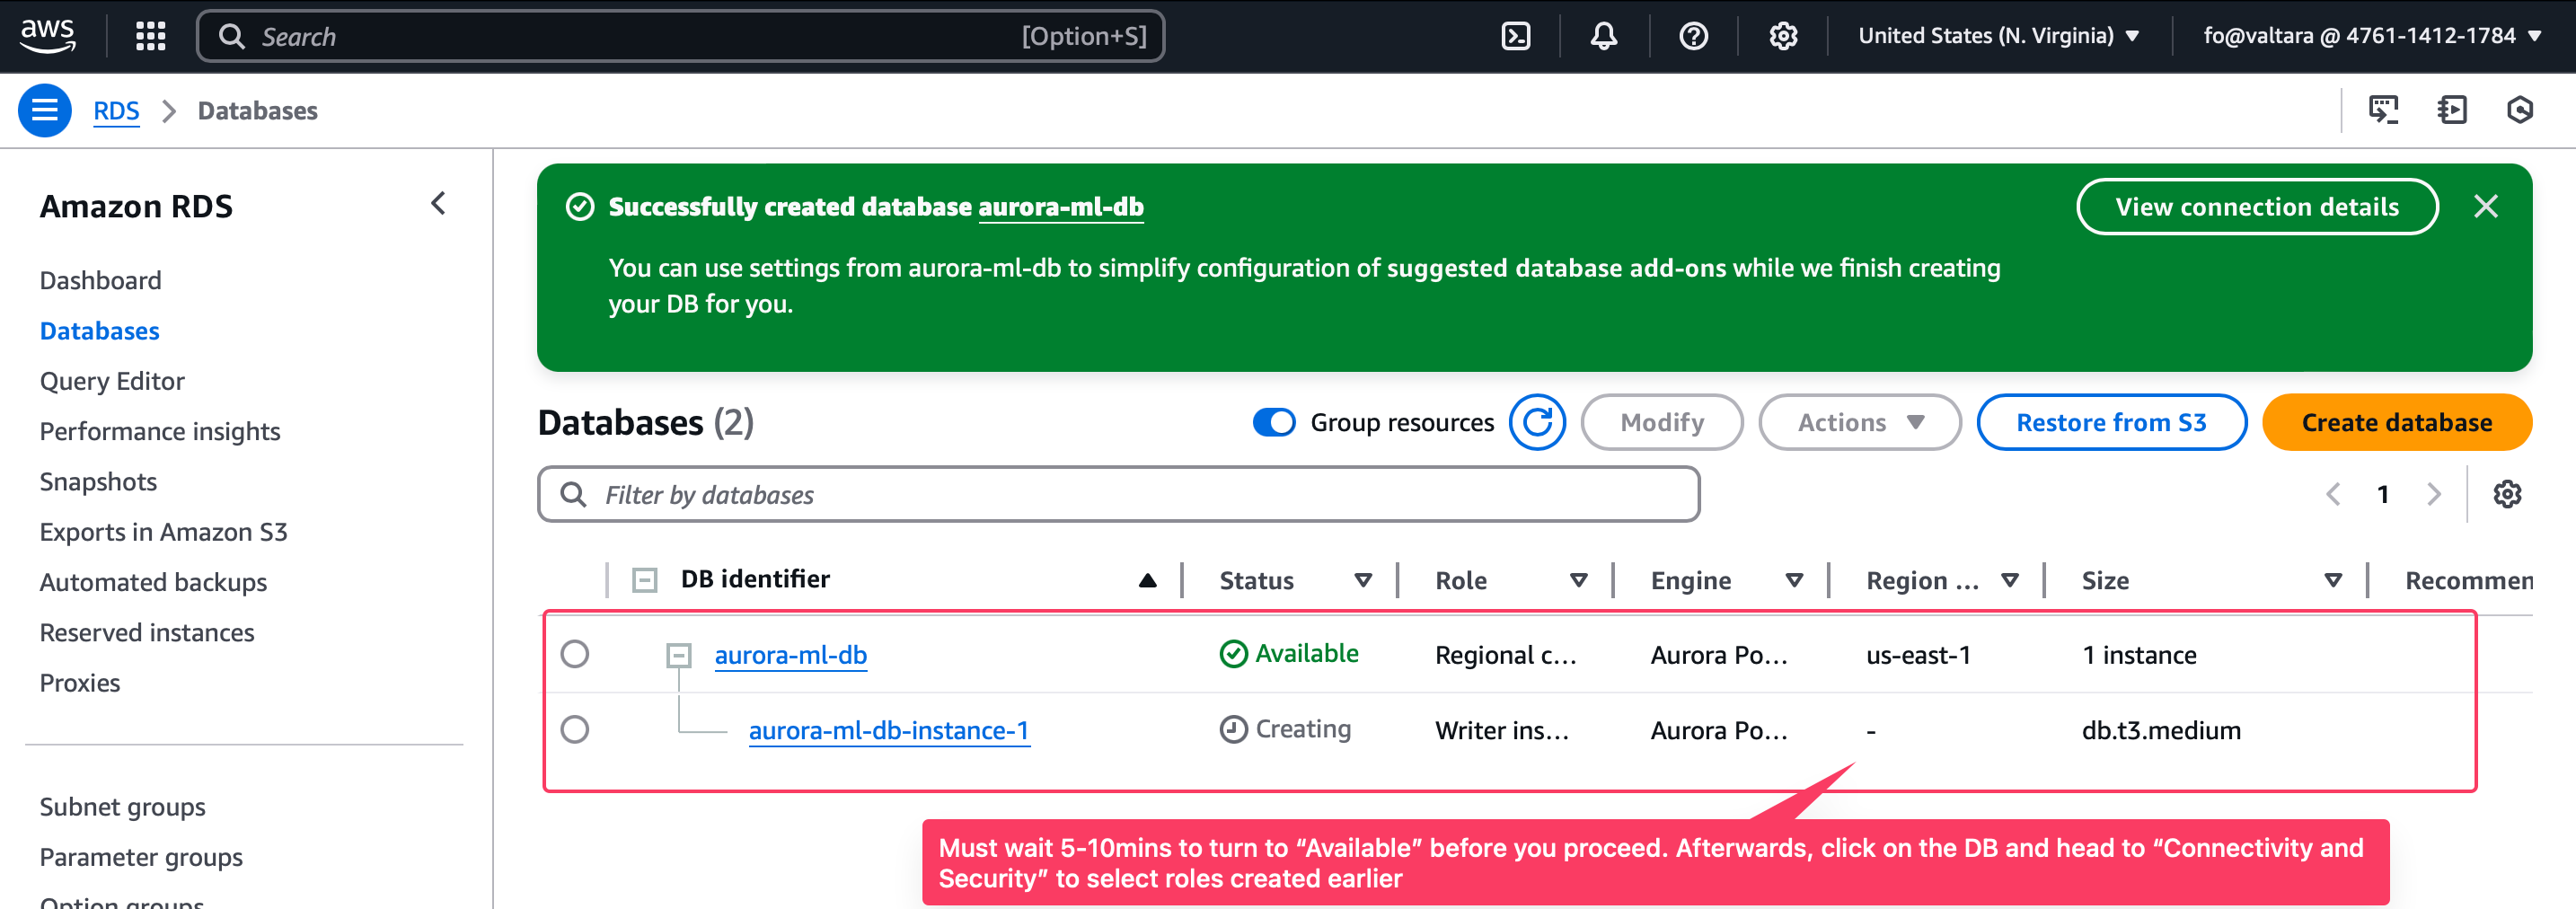 aws
Search [Option+S] United States (N. Virginia) fo@valtara @ 4761-1412-1784
RDS Databases
Amazon RDS
Dashboard
Databases
Query Editor
Performance insights
Snapshots
Exports in Amazon S3
Automated backups
Reserved instances
Proxies
Subnet groups
Parameter groups
Option groups
Successfully created database aurora-ml-db View connection details
You can use settings from aurora-ml-db to simplify configuration of suggested database add-ons while we finish creating
your DB for you.
Databases (2) Group resources Modify Actions Restore from S3 Create database
Filter by databases 1
DB identifier Status Role Engine Region ... Size Recommen
aurora-ml-db Available Regional c... Aurora Po... us-east-1 1 instance
aurora-ml-db-instance-1 Creating Writer ins... Aurora Po... - db.t3.medium
Must wait 5-10mins to turn to “Available” before you proceed. Afterwards, click on the DB and head to “Connectivity and
Security” to select roles created earlier